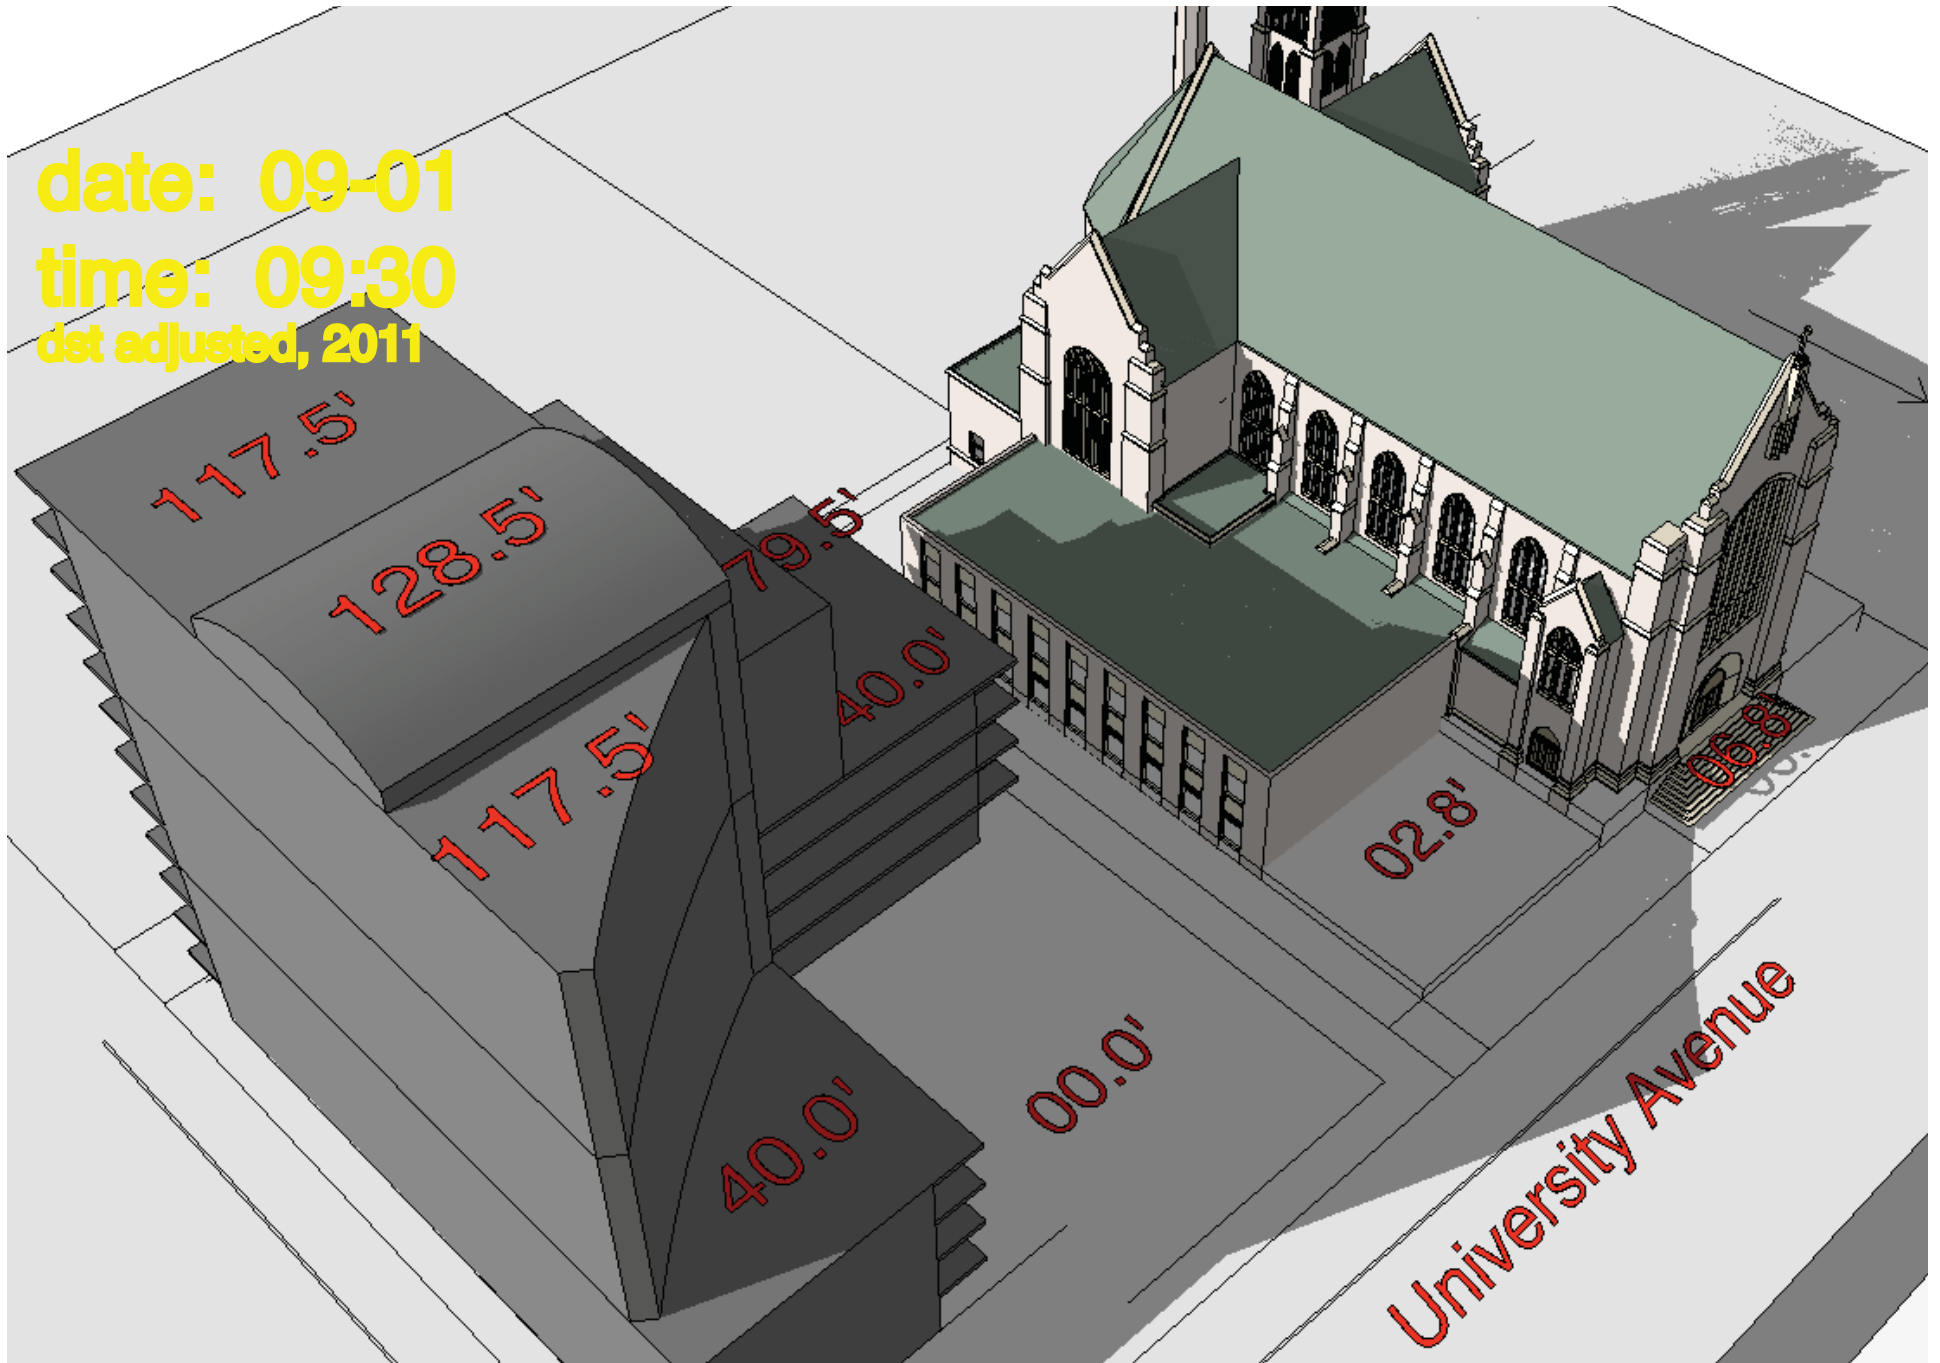 date: 09-01
time: 09:30
dst adjusted, 2011
117.5'
128.5'
79.5'
40.0'
117.5'
06.8'
02.8'
00.0'
40.0'
University Avenue